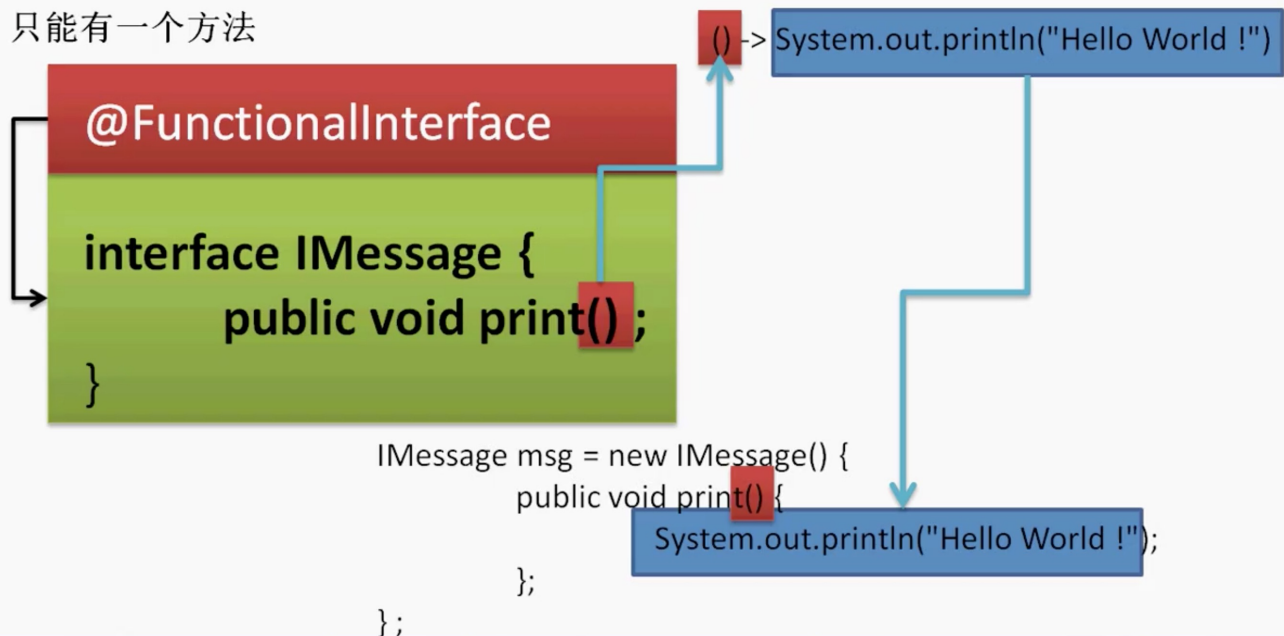 只能有一个方法
() -> System.out.println("Hello World !")
@FunctionalInterface
interface IMessage {
public void print() ;
}
IMessage msg = new IMessage() {
public void print() {
System.out.println("Hello World !");
};
} ;